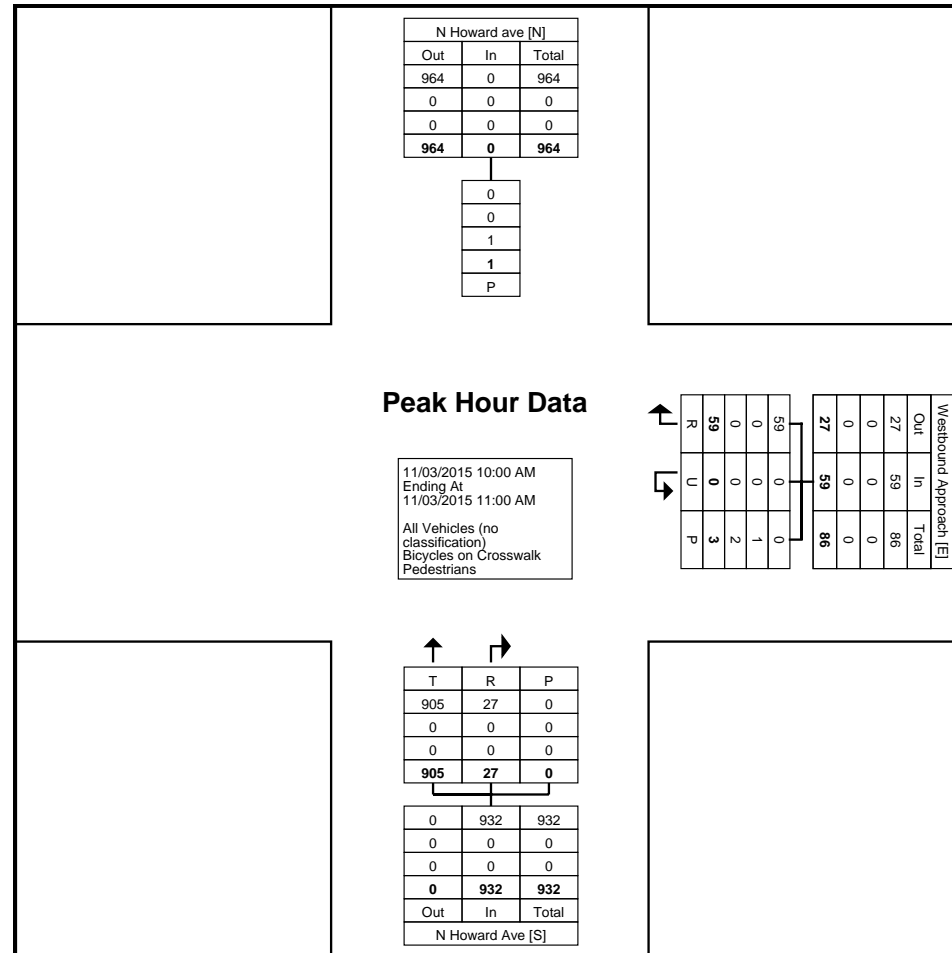 N Howard ave [N]
Out In Total
964 0 964
0 0 0
0 0 0
964 0 964
0
0
1
1
P
Peak Hour Data
11/03/2015 10:00 AM
Ending At
11/03/2015 11:00 AM
All Vehicles (no
classification)
Bicycles on Crosswalk
Pedestrians
Westbound Approach [E]
Out In Total
27 59 86
0 0 0
0 0 0
27 59 86
59 0 0
0 0 1
0 0 2
59 0 3
R U P
T R P
905 27 0
0 0 0
0 0 0
905 27 0
0 932 932
0 0 0
0 0 0
0 932 932
Out In Total
N Howard Ave [S]